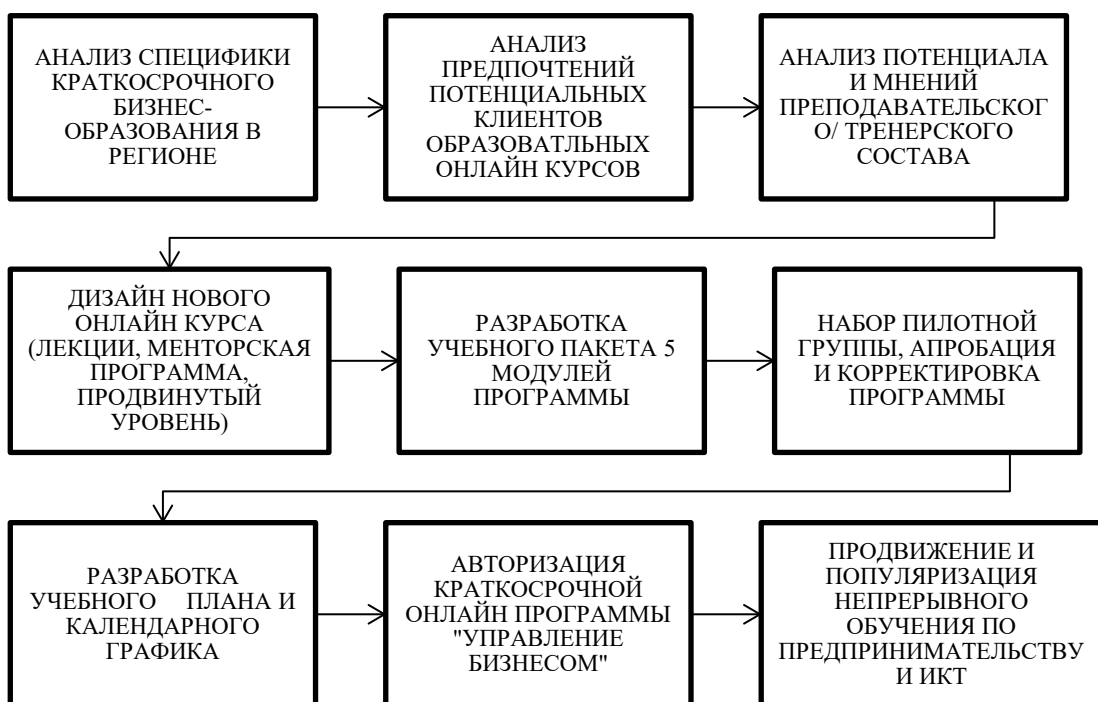 АНАЛИЗ СПЕЦИФИКИ
КРАТКОСРОЧНОГО
БИЗНЕС-
ОБРАЗОВАНИЯ В
РЕГИОНЕ
АНАЛИЗ
ПРЕДПОЧТЕНИЙ
ПОТЕНЦИАЛЬНЫХ
КЛИЕНТОВ
ОБРАЗОВАТЛЬНЫХ
ОНЛАЙН КУРСОВ
АНАЛИЗ ПОТЕНЦИАЛА
И МНЕНИЙ
ПРЕПОДАВАТЕЛЬСКОГ
О/ ТРЕНЕРСКОГО
СОСТАВА
ДИЗАЙН НОВОГО
ОНЛАЙН КУРСА
(ЛЕКЦИИ, МЕНТОРСКАЯ
ПРОГРАММА,
ПРОДВИНУТЫЙ
УРОВЕНЬ)
РАЗРАБОТКА
УЧЕБНОГО ПАКЕТА 5
МОДУЛЕЙ
ПРОГРАММЫ
НАБОР ПИЛОТНОЙ
ГРУППЫ, АПРОБАЦИЯ
И КОРРЕКТИРОВКА
ПРОГРАММЫ
РАЗРАБОТКА
УЧЕБНОГО ПЛАНА И
КАЛЕНДАРНОГО
ГРАФИКА
АВТОРИЗАЦИЯ
КРАТКОСРОЧНОЙ
ОНЛАЙН ПРОГРАММЫ
"УПРАВЛЕНИЕ
БИЗНЕСОМ"
ПРОДВИЖЕНИЕ И
ПОПУЛЯРИЗАЦИЯ
НЕПРЕРЫВНОГО
ОБУЧЕНИЯ ПО
ПРЕДПРИНИМАТЕЛЬСТВУ
И ИКТ